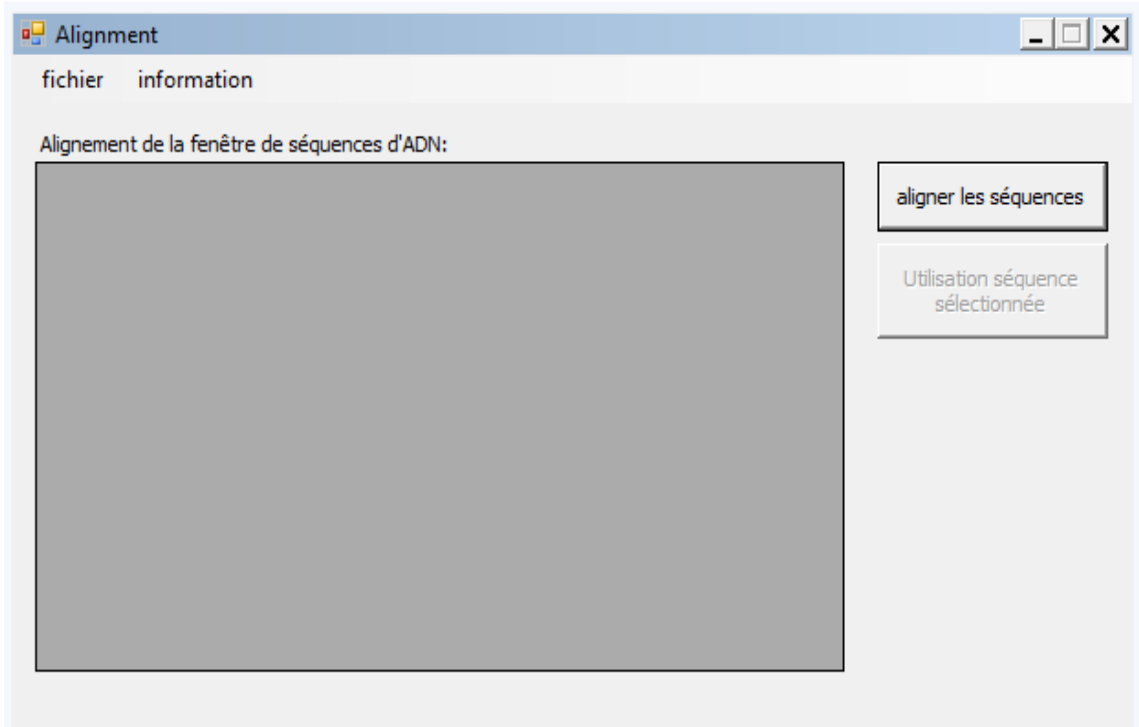 Alignment
fichier information
Alignement de la fenêtre de séquences d'ADN:
aligner les séquences
Utilisation séquence
sélectionnée